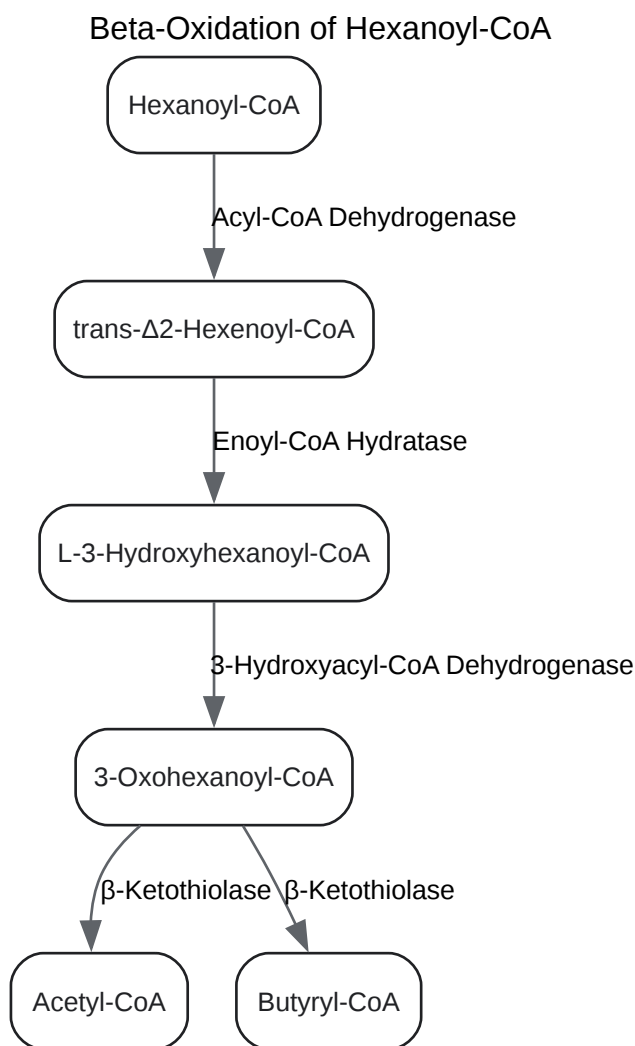 Beta-Oxidation of Hexanoyl-CoA
Hexanoyl-CoA
Acyl-CoA Dehydrogenase
trans-Δ2-Hexenoyl-CoA
Enoyl-CoA Hydratase
L-3-Hydroxyhexanoyl-CoA
3-Hydroxyacyl-CoA Dehydrogenase
3-Oxohexanoyl-CoA
β-Ketothiolase
β-Ketothiolase
Acetyl-CoA
Butyryl-CoA